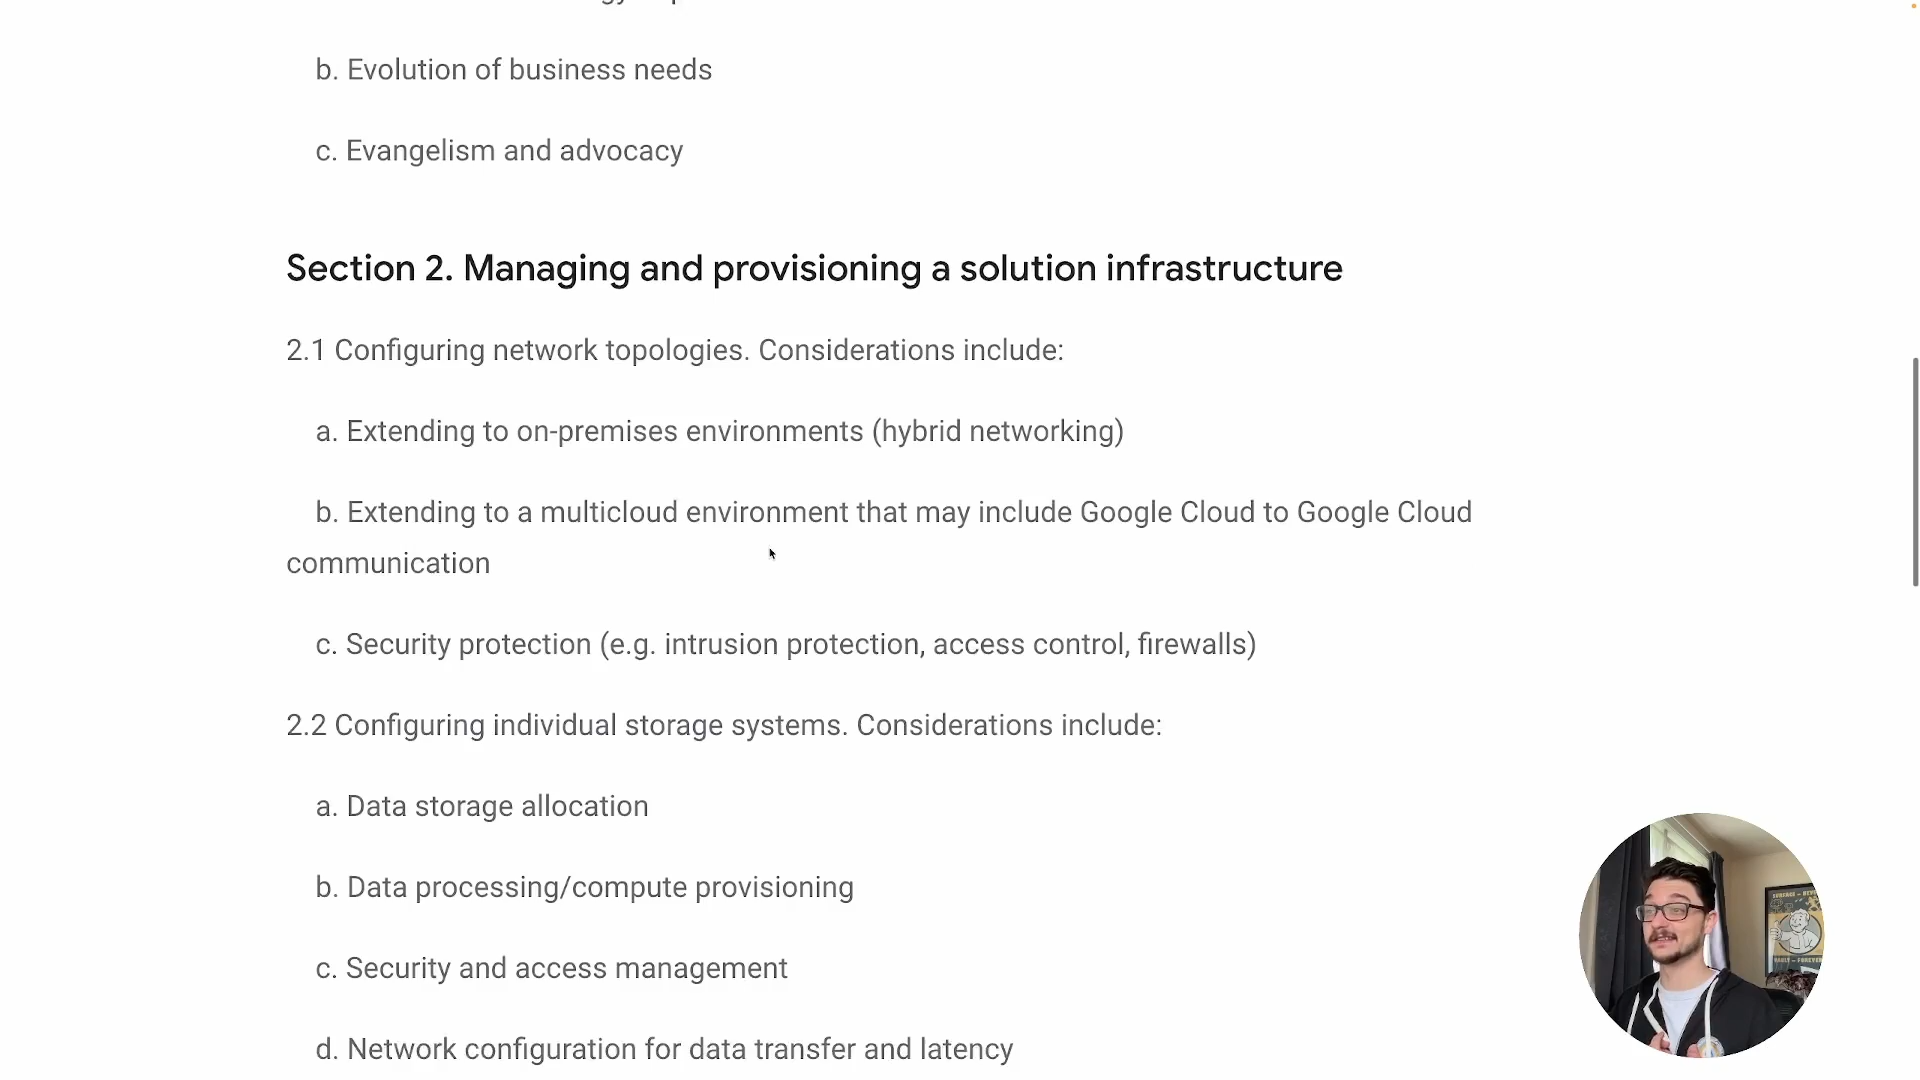 b. Evolution of business needs
c. Evangelism and advocacy
Section 2. Managing and provisioning a solution infrastructure
2.1 Configuring network topologies. Considerations include:
a. Extending to on-premises environments (hybrid networking)
b. Extending to a multicloud environment that may include Google Cloud to Google Cloud
communication
c. Security protection (e.g. intrusion protection, access control, firewalls)
2.2 Configuring individual storage systems. Considerations include:
a. Data storage allocation
b. Data processing/compute provisioning
c. Security and access management
d. Network configuration for data transfer and latency